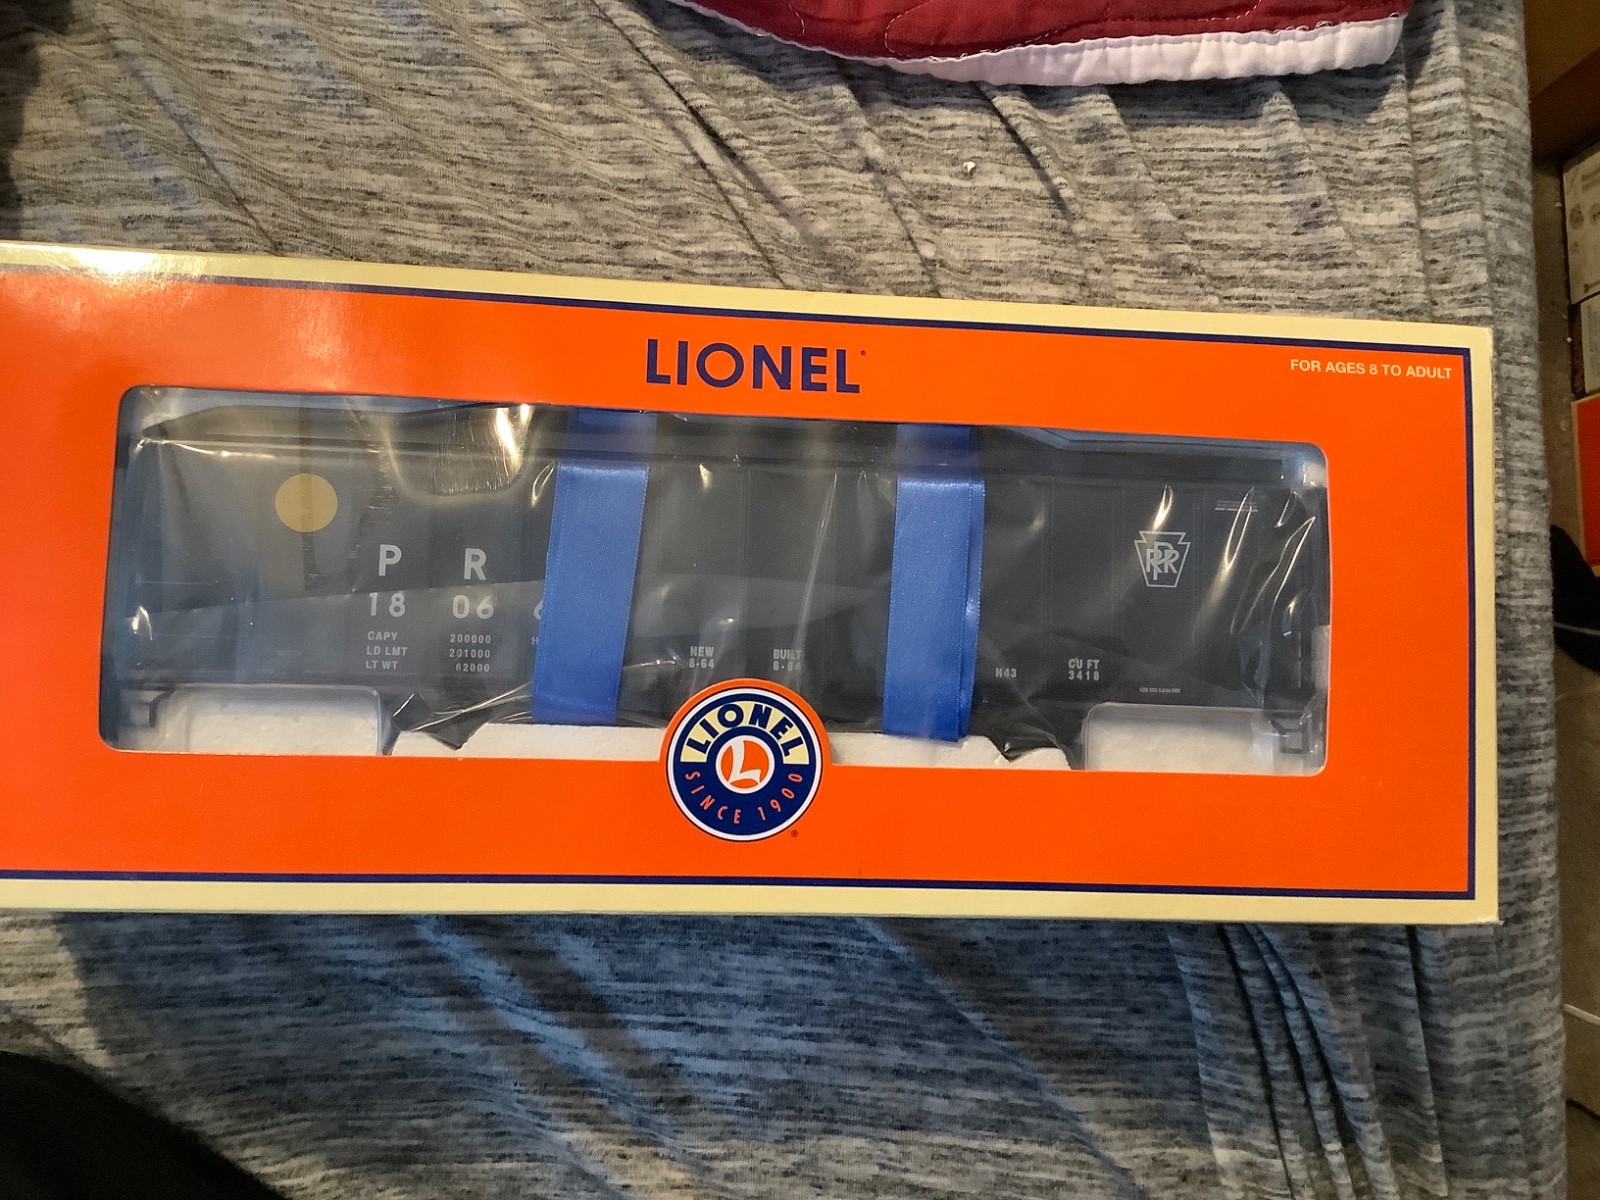 LIONEL
FOR AGES 8 TO ADULT
P R
18 06
CAPY 200000
LD LMT 201000
LT WT 62000
NEW
8-64
BUILT
8-64
H43
CU FT
3418
PRR
LIONEL
L
SINCE 1900